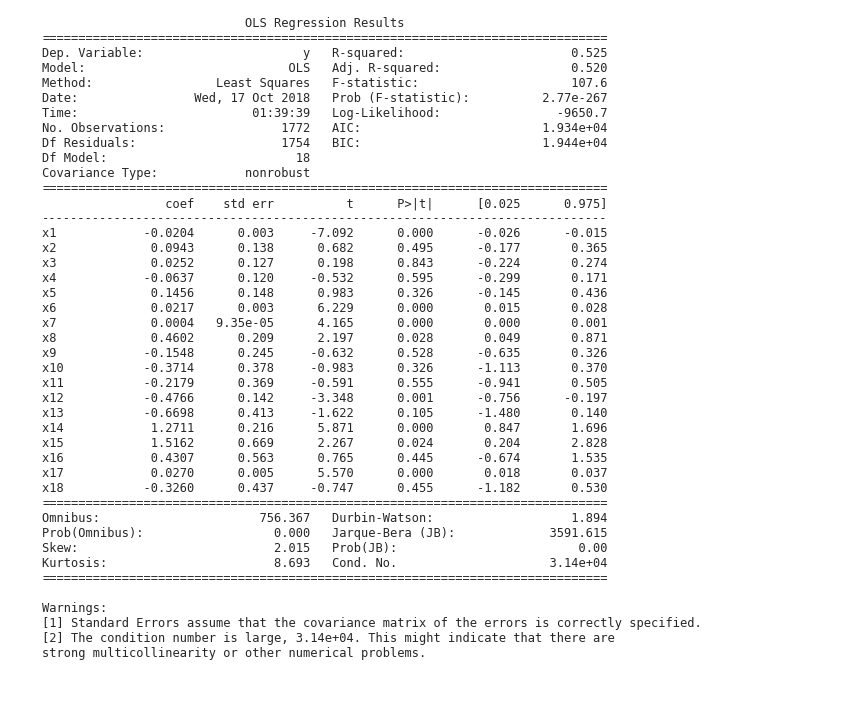 OLS Regression Results
==============================================================================
Dep. Variable:                      y   R-squared:                       0.525
Model:                            OLS   Adj. R-squared:                  0.520
Method:                 Least Squares   F-statistic:                     107.6
Date:                Wed, 17 Oct 2018   Prob (F-statistic):          2.77e-267
Time:                        01:39:39   Log-Likelihood:                -9650.7
No. Observations:                1772   AIC:                         1.934e+04
Df Residuals:                    1754   BIC:                         1.944e+04
Df Model:                          18
Covariance Type:            nonrobust
==============================================================================
                 coef    std err          t      P>|t|      [0.025      0.975]
------------------------------------------------------------------------------
x1            -0.0204      0.003     -7.092      0.000      -0.026      -0.015
x2             0.0943      0.138      0.682      0.495      -0.177       0.365
x3             0.0252      0.127      0.198      0.843      -0.224       0.274
x4            -0.0637      0.120     -0.532      0.595      -0.299       0.171
x5             0.1456      0.148      0.983      0.326      -0.145       0.436
x6             0.0217      0.003      6.229      0.000       0.015       0.028
x7             0.0004   9.35e-05      4.165      0.000       0.000       0.001
x8             0.4602      0.209      2.197      0.028       0.049       0.871
x9            -0.1548      0.245     -0.632      0.528      -0.635       0.326
x10           -0.3714      0.378     -0.983      0.326      -1.113       0.370
x11           -0.2179      0.369     -0.591      0.555      -0.941       0.505
x12           -0.4766      0.142     -3.348      0.001      -0.756      -0.197
x13           -0.6698      0.413     -1.622      0.105      -1.480       0.140
x14            1.2711      0.216      5.871      0.000       0.847       1.696
x15            1.5162      0.669      2.267      0.024       0.204       2.828
x16            0.4307      0.563      0.765      0.445      -0.674       1.535
x17            0.0270      0.005      5.570      0.000       0.018       0.037
x18           -0.3260      0.437     -0.747      0.455      -1.182       0.530
==============================================================================
Omnibus:                      756.367   Durbin-Watson:                   1.894
Prob(Omnibus):                  0.000   Jarque-Bera (JB):             3591.615
Skew:                           2.015   Prob(JB):                         0.00
Kurtosis:                       8.693   Cond. No.                     3.14e+04
==============================================================================
Warnings:
[1] Standard Errors assume that the covariance matrix of the errors is correctly specified.
[2] The condition number is large, 3.14e+04. This might indicate that there are
strong multicollinearity or other numerical problems.